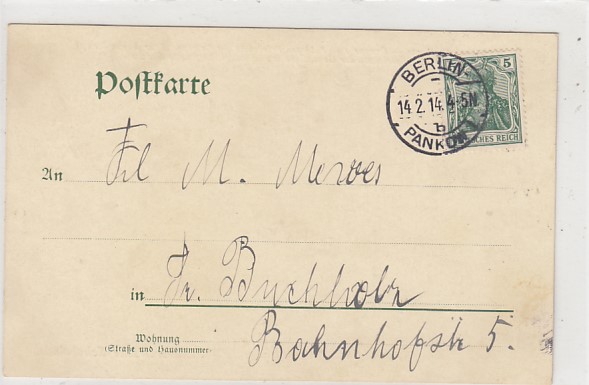 Postkarte
BERLIN-
14.2.14.4-5N
b
PANKOW 1
5
DEUTSCHES REICH
An Frl M. Merves
in Fr. Buchholz
Wohnung
(Straße und Hausnummer)
Bahnhofstr 5.